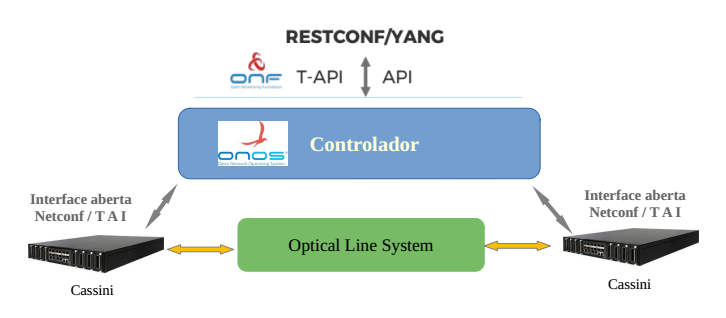 RESTCONF/YANG
ONF
Open Networking Foundation
T-API
API
onos
Open Network Operating System
Controlador
Interface aberta
Netconf / T A I
Interface aberta
Netconf / T A I
Optical Line System
Cassini
Cassini